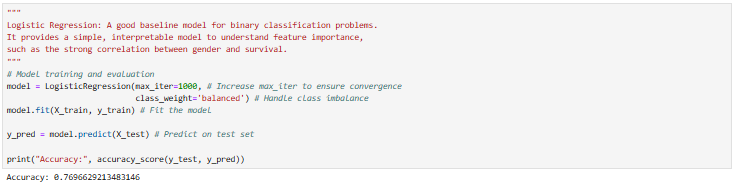 """
Logistic Regression: A good baseline model for binary classification problems.
It provides a simple, interpretable model to understand feature importance,
such as the strong correlation between gender and survival.
"""
# Model training and evaluation
model = LogisticRegression(max_iter=1000, # Increase max_iter to ensure convergence
                           class_weight='balanced') # Handle class imbalance
model.fit(X_train, y_train) # Fit the model

y_pred = model.predict(X_test) # Predict on test set

print("Accuracy:", accuracy_score(y_test, y_pred))
Accuracy: 0.7696629213483146